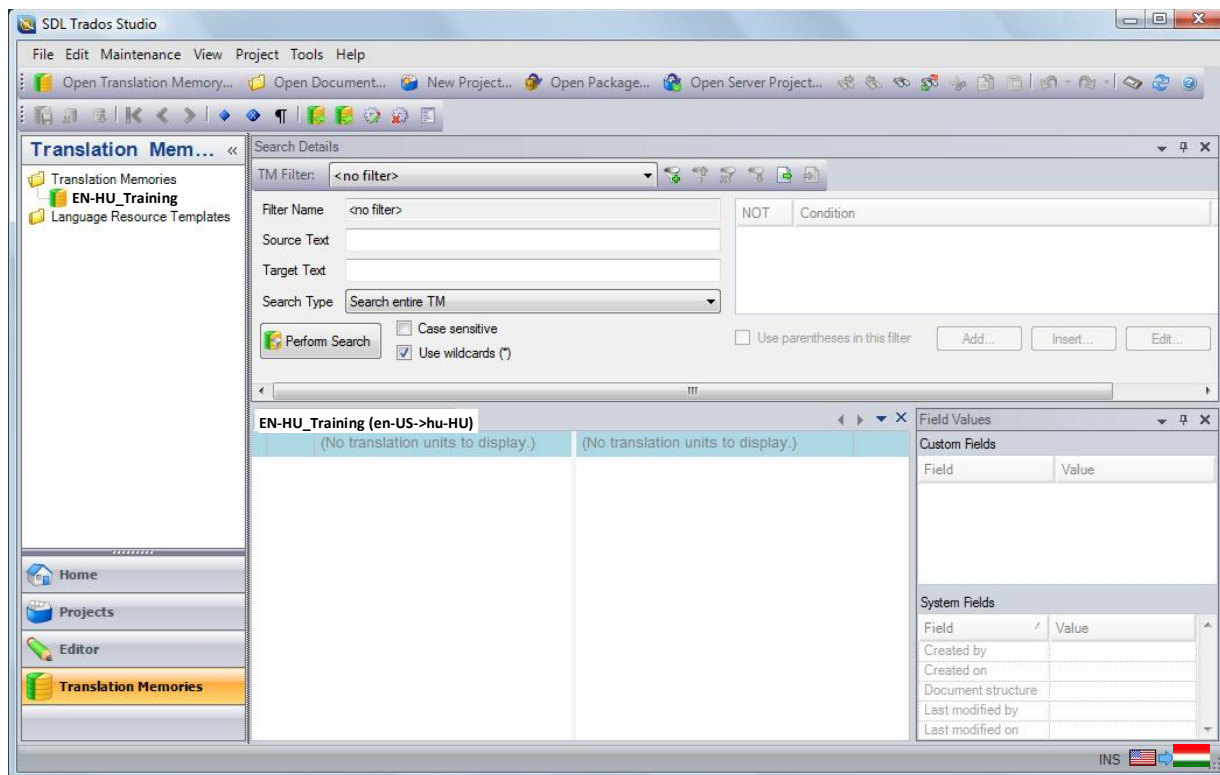 SDL Trados Studio
File Edit Maintenance View Project Tools Help
Open Translation Memory... Open Document... New Project... Open Package... Open Server Project...
Translation Mem... «
Translation Memories
EN-HU_Training
Language Resource Templates
Search Details
TM Filter: <no filter>
Filter Name <no filter>
Source Text
Target Text
Search Type Search entire TM
Perform Search
Case sensitive
Use wildcards (*)
NOT Condition
Use parentheses in this filter Add... Insert... Edit...
EN-HU_Training (en-US->hu-HU)
(No translation units to display.) (No translation units to display.)
Field Values
Custom Fields
Field Value
System Fields
Field / Value
Created by
Created on
Document structure
Last modified by
Last modified on
Home
Projects
Editor
Translation Memories
INS